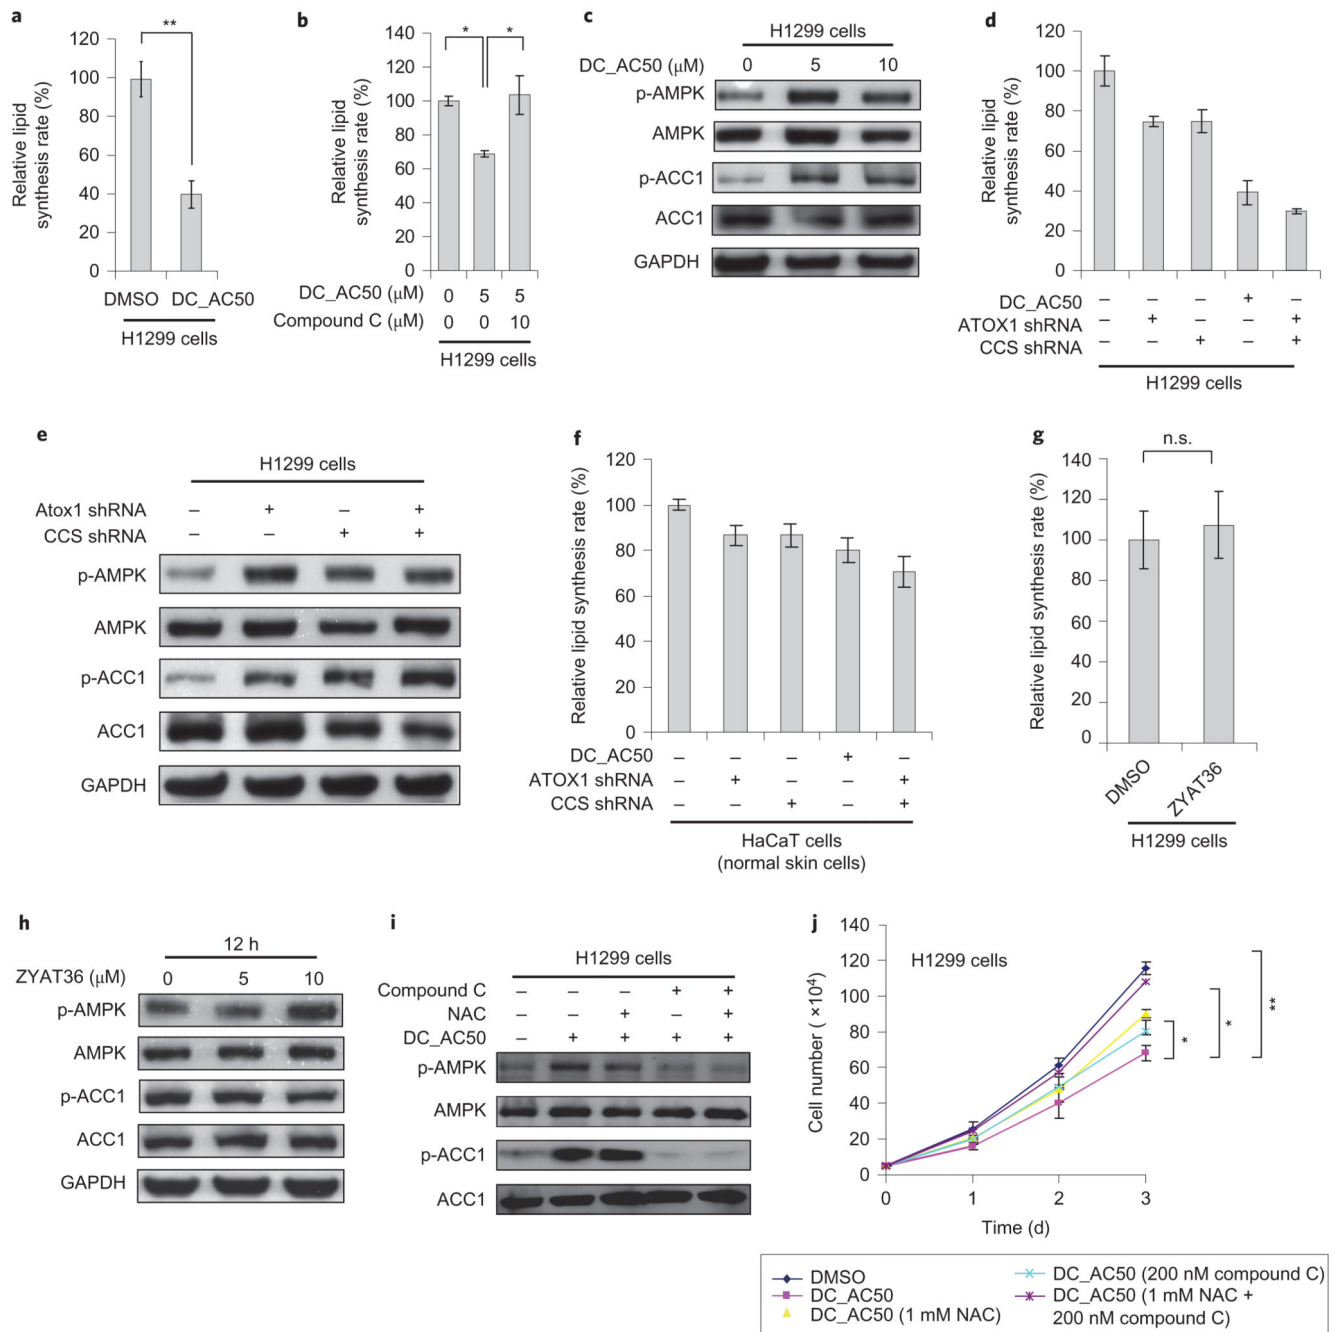 a
**
Relative lipid
synthesis rate (%)
120
100
80
60
40
20
0
DMSO DC_AC50
H1299 cells
b
* *
Relative lipid
synthesis rate (%)
140
120
100
80
60
40
20
0
DC_AC50 (μM) 0 5 5
Compound C (μM) 0 0 10
H1299 cells
c
H1299 cells
DC_AC50 (μM) 0 5 10
p-AMPK
AMPK
p-ACC1
ACC1
GAPDH
d
Relative lipid
synthesis rate (%)
120
100
80
60
40
20
0
DC_AC50 – – – + –
ATOX1 shRNA – + – – +
CCS shRNA – – + – +
H1299 cells
e
H1299 cells
Atox1 shRNA – + – +
CCS shRNA – – + +
p-AMPK
AMPK
p-ACC1
ACC1
GAPDH
f
Relative lipid synthesis rate (%)
120
100
80
60
40
20
0
DC_AC50 – – – + –
ATOX1 shRNA – + – – +
CCS shRNA – – + – +
HaCaT cells
(normal skin cells)
g
n.s.
Relative lipid synthesis rate (%)
140
120
100
80
60
40
20
0
DMSO ZYAT36
H1299 cells
h
12 h
ZYAT36 (μM) 0 5 10
p-AMPK
AMPK
p-ACC1
ACC1
GAPDH
i
H1299 cells
Compound C – – – + +
NAC – – + – +
DC_AC50 – + + + +
p-AMPK
AMPK
p-ACC1
ACC1
j
H1299 cells
Cell number ( ×10⁴)
140
120
100
80
60
40
20
0
0 1 2 3
Time (d)
* * **
DMSO
DC_AC50
DC_AC50 (1 mM NAC)
DC_AC50 (200 nM compound C)
DC_AC50 (1 mM NAC +
200 nM compound C)